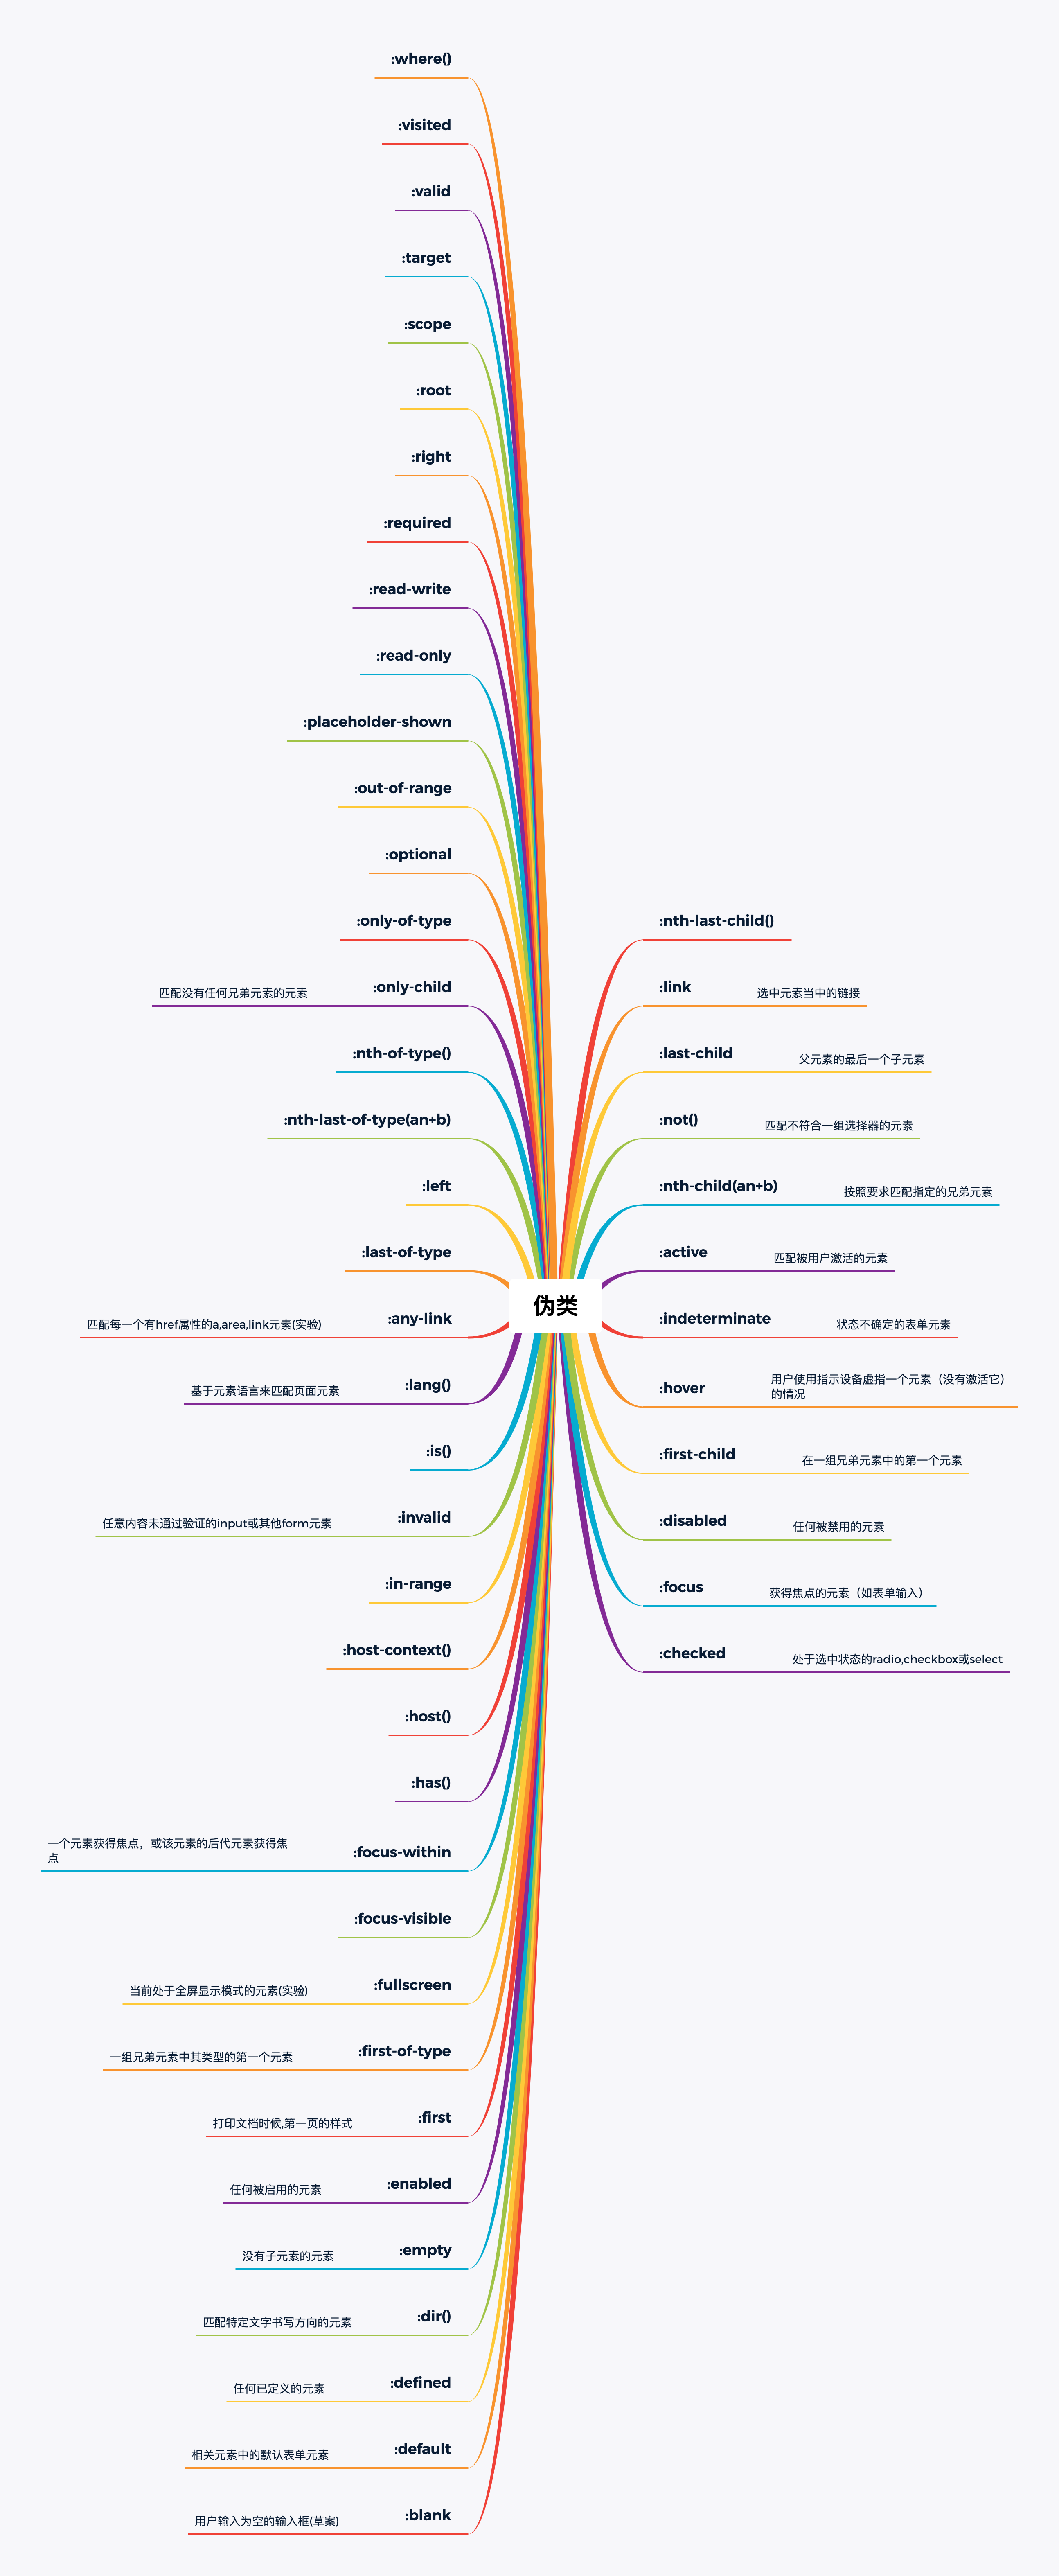 :where()
:visited
:valid
:target
:scope
:root
:right
:required
:read-write
:read-only
:placeholder-shown
:out-of-range
:optional
:only-of-type
:only-child
匹配没有任何兄弟元素的元素
:nth-of-type()
:nth-last-of-type(an+b)
:left
:last-of-type
:any-link
匹配每一个有href属性的a,area,link元素(实验)
:lang()
基于元素语言来匹配页面元素
:is()
:invalid
任意内容未通过验证的input或其他form元素
:in-range
:host-context()
:host()
:has()
:focus-within
一个元素获得焦点，或该元素的后代元素获得焦
点
:focus-visible
:fullscreen
当前处于全屏显示模式的元素(实验)
:first-of-type
一组兄弟元素中其类型的第一个元素
:first
打印文档时候,第一页的样式
:enabled
任何被启用的元素
:empty
没有子元素的元素
:dir()
匹配特定文字书写方向的元素
:defined
任何已定义的元素
:default
相关元素中的默认表单元素
:blank
用户输入为空的输入框(草案)
伪类
:nth-last-child()
:link
选中元素当中的链接
:last-child
父元素的最后一个子元素
:not()
匹配不符合一组选择器的元素
:nth-child(an+b)
按照要求匹配指定的兄弟元素
:active
匹配被用户激活的元素
:indeterminate
状态不确定的表单元素
:hover
用户使用指示设备虚指一个元素（没有激活它）
的情况
:first-child
在一组兄弟元素中的第一个元素
:disabled
任何被禁用的元素
:focus
获得焦点的元素（如表单输入）
:checked
处于选中状态的radio,checkbox或select